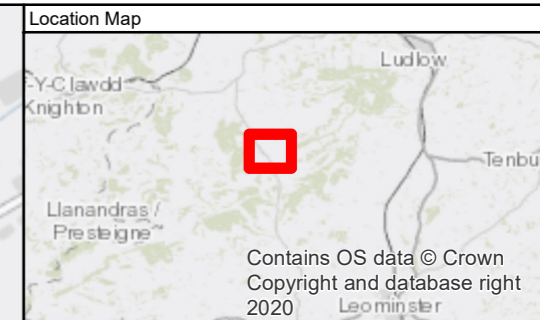 Location Map
Ludlow
-Y-Clawdd
Knighton
Tenbu
Llanandras /
Presteigne
Contains OS data © Crown
Copyright and database right
2020
Leominster